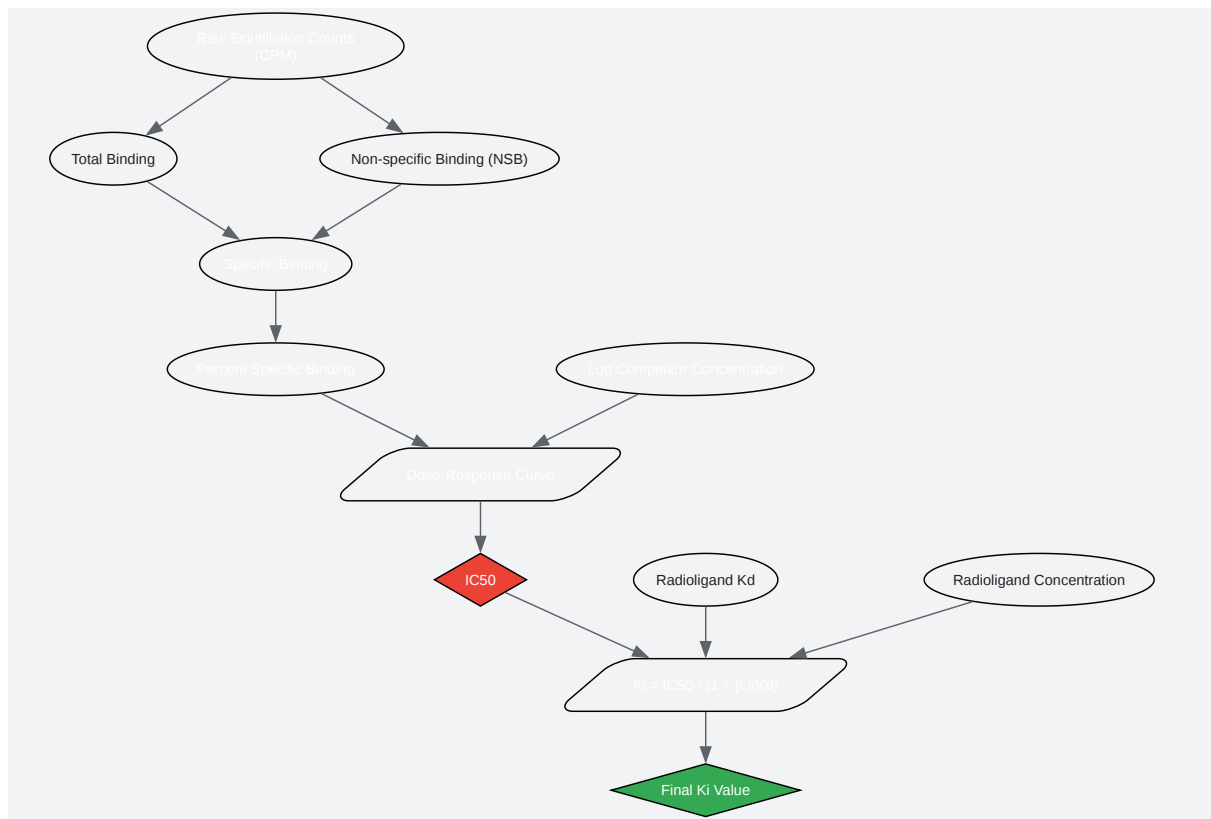 Raw Scintillation Counts
(CPM)
Total Binding
Non-specific Binding (NSB)
Specific Binding
Percent Specific Binding
Log Competitor Concentration
Dose-Response Curve
IC50
Radioligand Kd
Radioligand Concentration
Ki = IC50 / (1 + [L]/Kd)
Final Ki Value